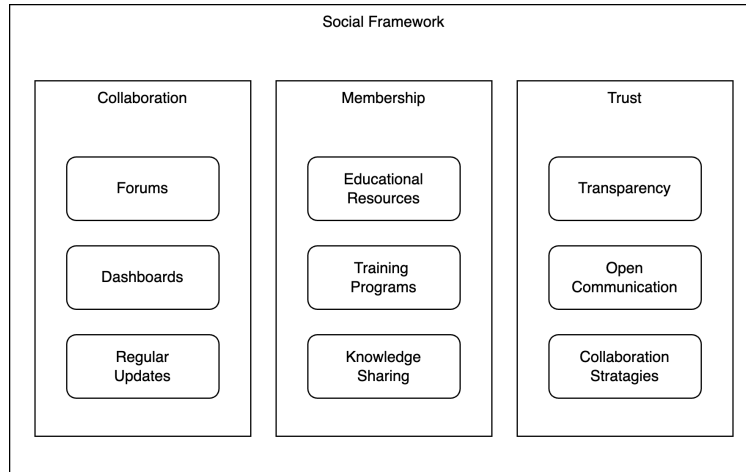 Social Framework
Collaboration
Forums
Dashboards
Regular
Updates
Membership
Educational
Resources
Training
Programs
Knowledge
Sharing
Trust
Transparency
Open
Communication
Collaboration
Stratagies